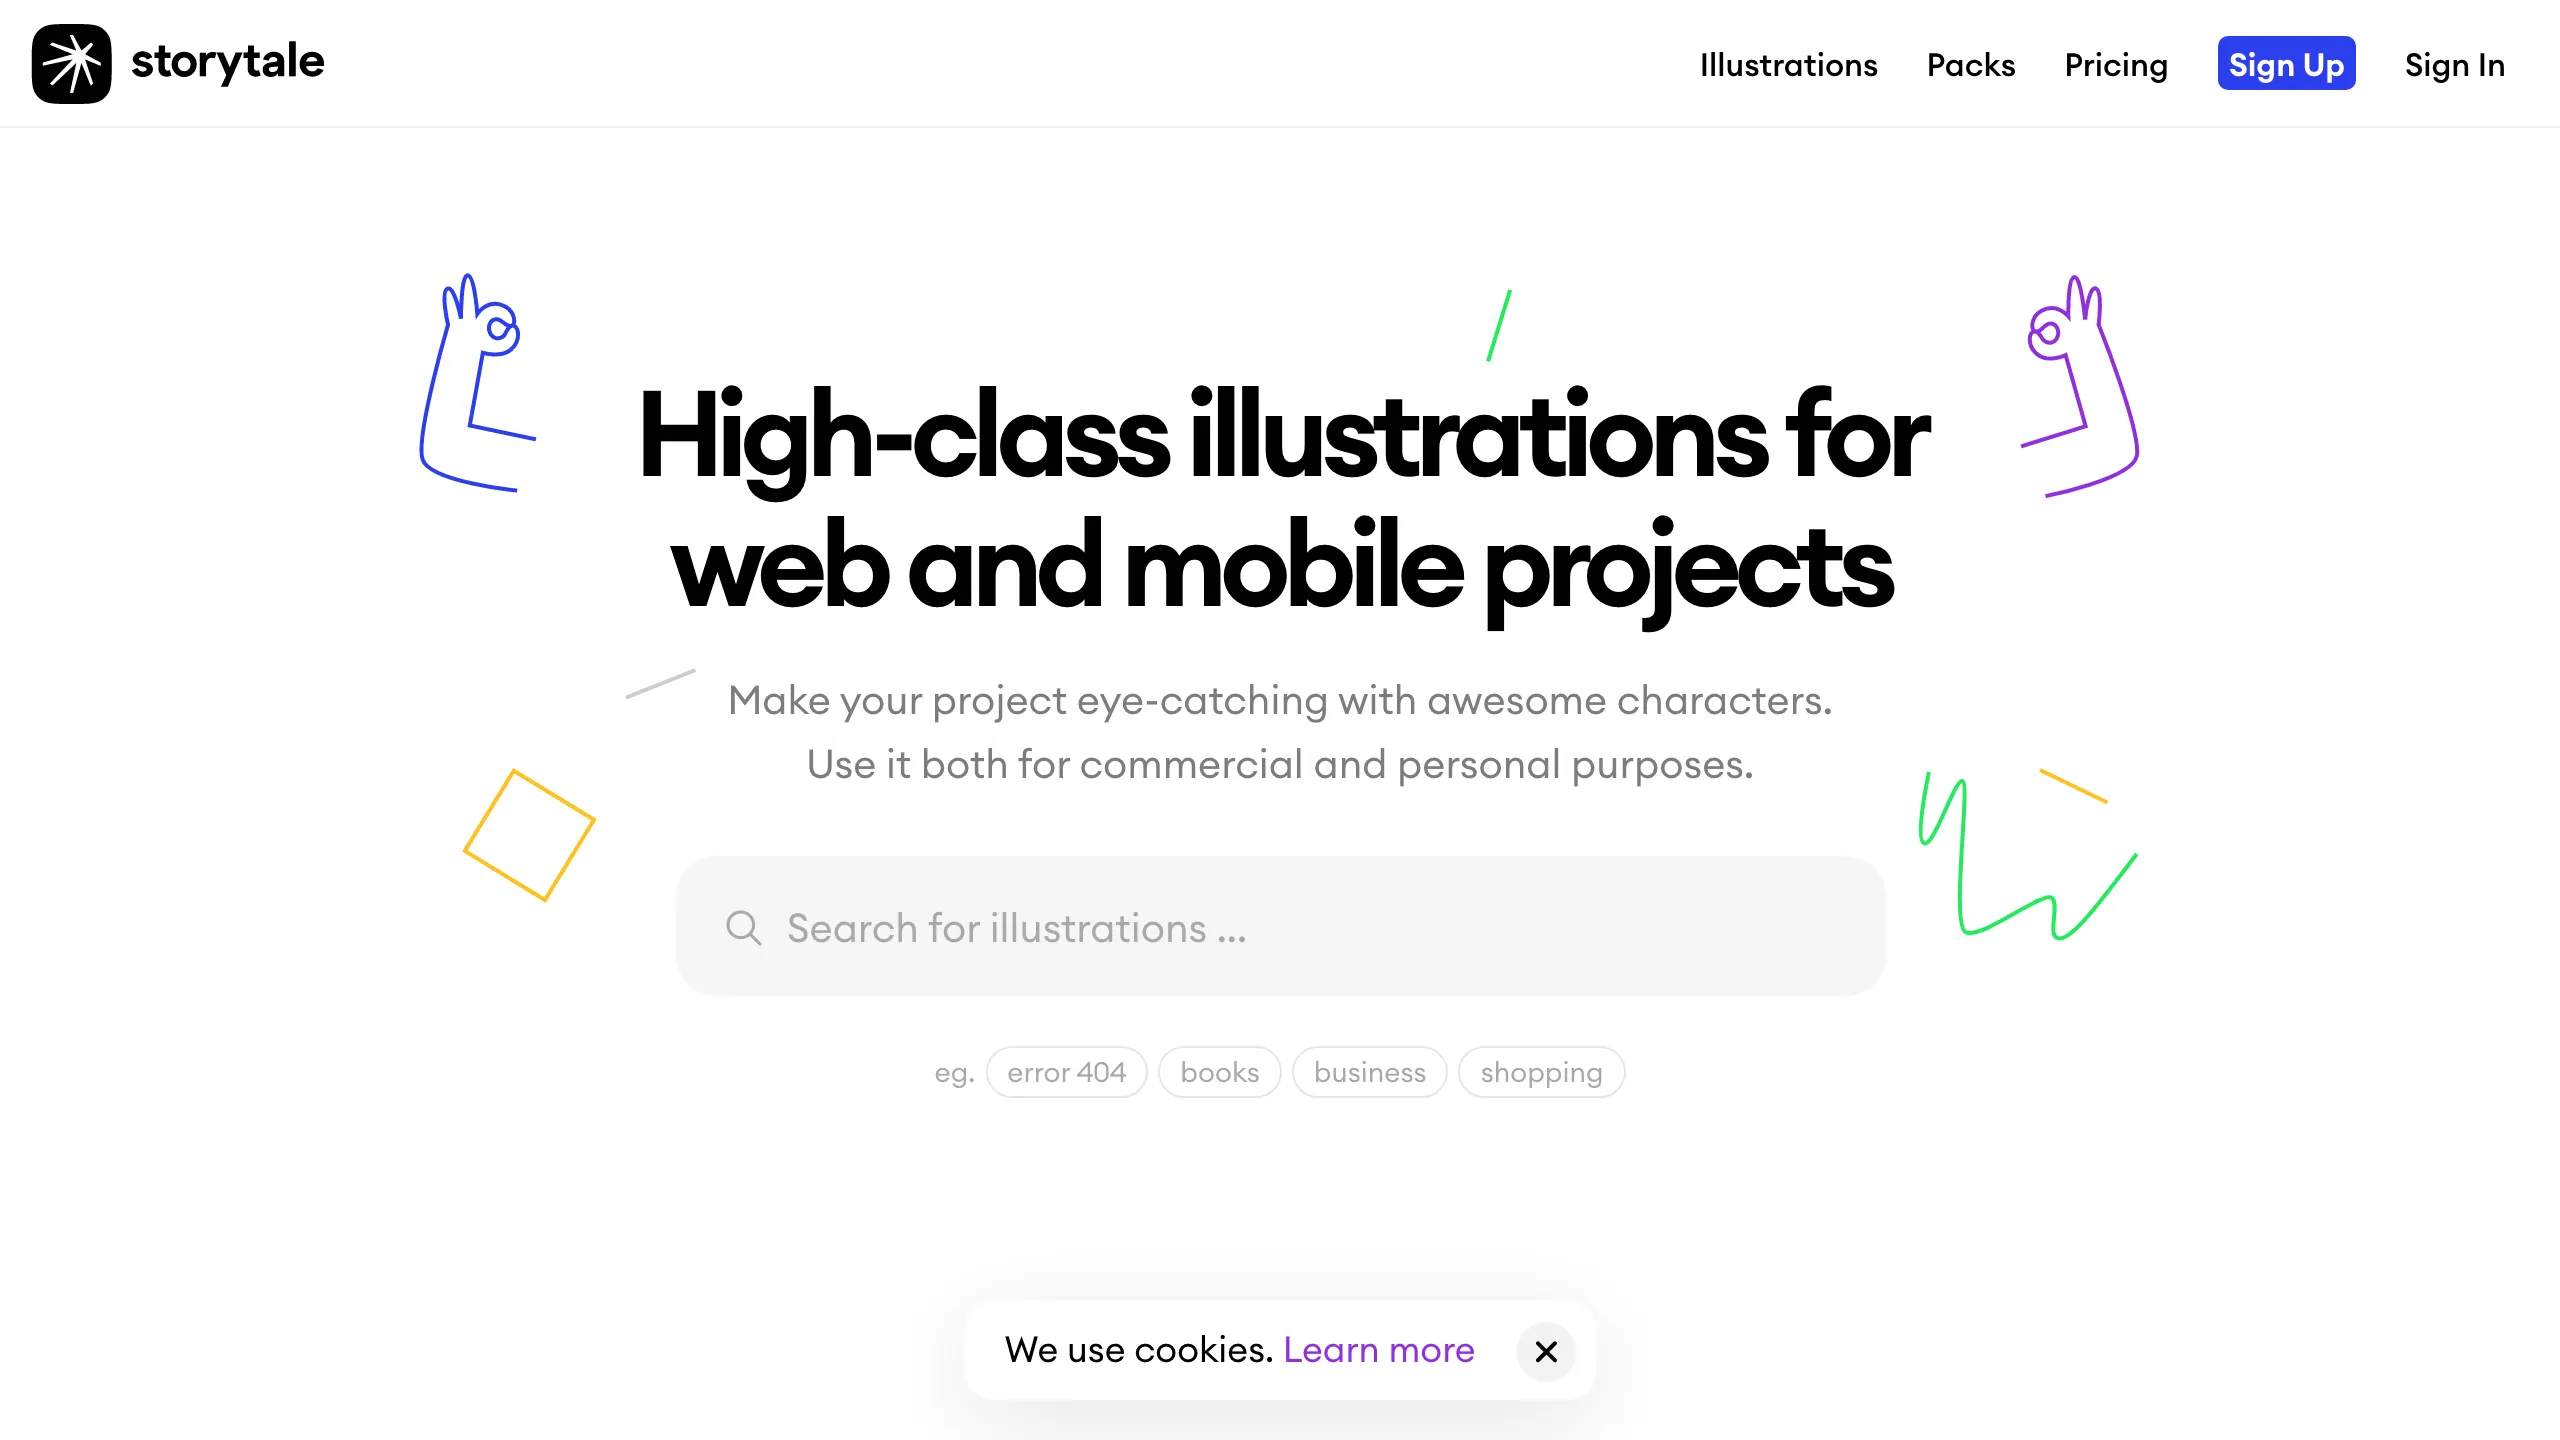 storytale
Illustrations Packs Pricing Sign Up Sign In
High-class illustrations for
web and mobile projects
Make your project eye-catching with awesome characters.
Use it both for commercial and personal purposes.
Search for illustrations ...
eg. error 404 books business shopping
We use cookies. Learn more